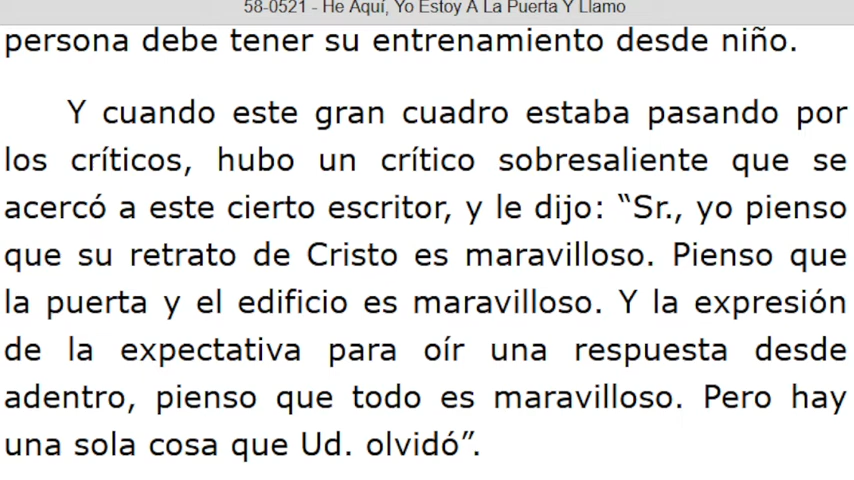 58-0521 - He Aquí, Yo Estoy A La Puerta Y Llamo
persona debe tener su entrenamiento desde niño.
Y cuando este gran cuadro estaba pasando por
los críticos, hubo un crítico sobresaliente que se
acercó a este cierto escritor, y le dijo: “Sr., yo pienso
que su retrato de Cristo es maravilloso. Pienso que
la puerta y el edificio es maravilloso. Y la expresión
de la expectativa para oír una respuesta desde
adentro, pienso que todo es maravilloso. Pero hay
una sola cosa que Ud. olvidó”.